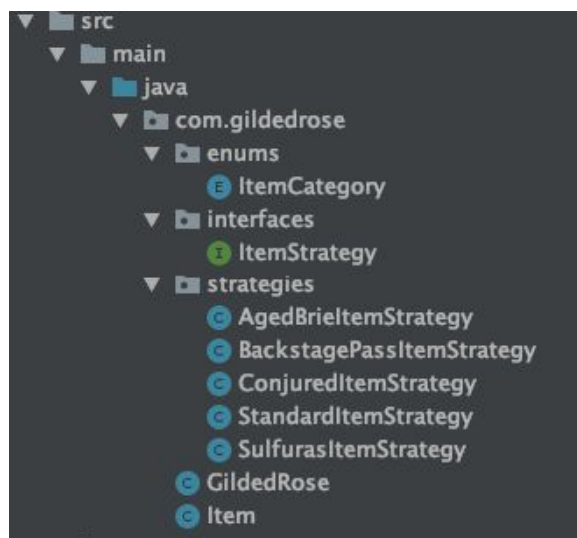 src
main
java
com.gildedrose
enums
E ItemCategory
interfaces
I ItemStrategy
strategies
C AgedBrieItemStrategy
C BackstagePassItemStrategy
C ConjuredItemStrategy
C StandardItemStrategy
C SulfurasItemStrategy
C GildedRose
C Item